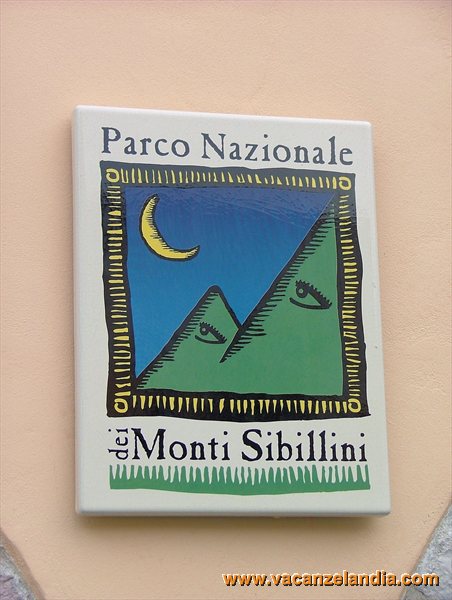 Parco Nazionale
dei Monti Sibillini
www.vacanzelandia.com